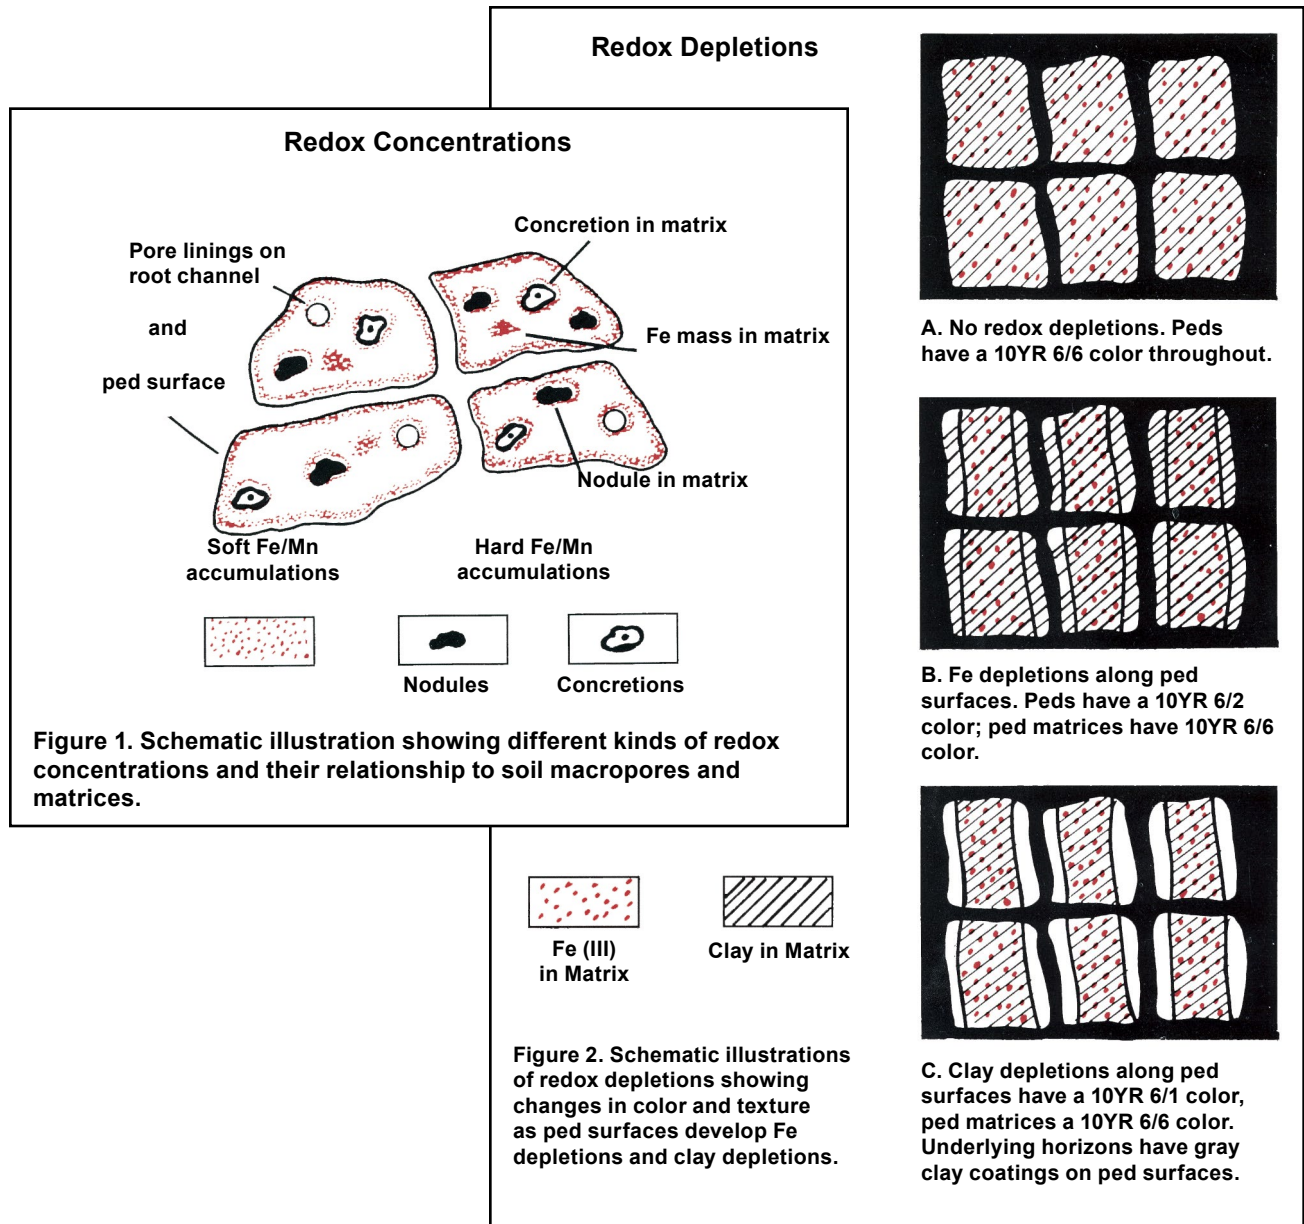 Redox Depletions
Redox Concentrations
Concretion in matrix
Pore linings on
root channel
and
Fe mass in matrix
ped surface
Nodule in matrix
Soft Fe/Mn
accumulations
Hard Fe/Mn
accumulations
Nodules
Concretions
Figure 1. Schematic illustration showing different kinds of redox
concentrations and their relationship to soil macropores and
matrices.
A. No redox depletions. Peds
have a 10YR 6/6 color throughout.
B. Fe depletions along ped
surfaces. Peds have a 10YR 6/2
color; ped matrices have 10YR 6/6
color.
Fe (III)
in Matrix
Clay in Matrix
Figure 2. Schematic illustrations
of redox depletions showing
changes in color and texture
as ped surfaces develop Fe
depletions and clay depletions.
C. Clay depletions along ped
surfaces have a 10YR 6/1 color,
ped matrices a 10YR 6/6 color.
Underlying horizons have gray
clay coatings on ped surfaces.